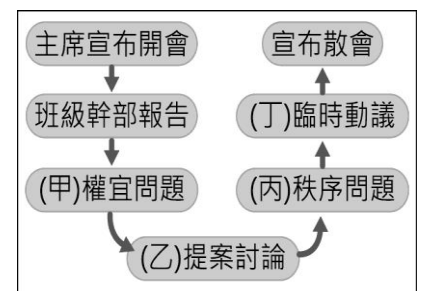 主席宣布開會
班級幹部報告
(甲)權宜問題
(乙)提案討論
(丙)秩序問題
(丁)臨時動議
宣布散會